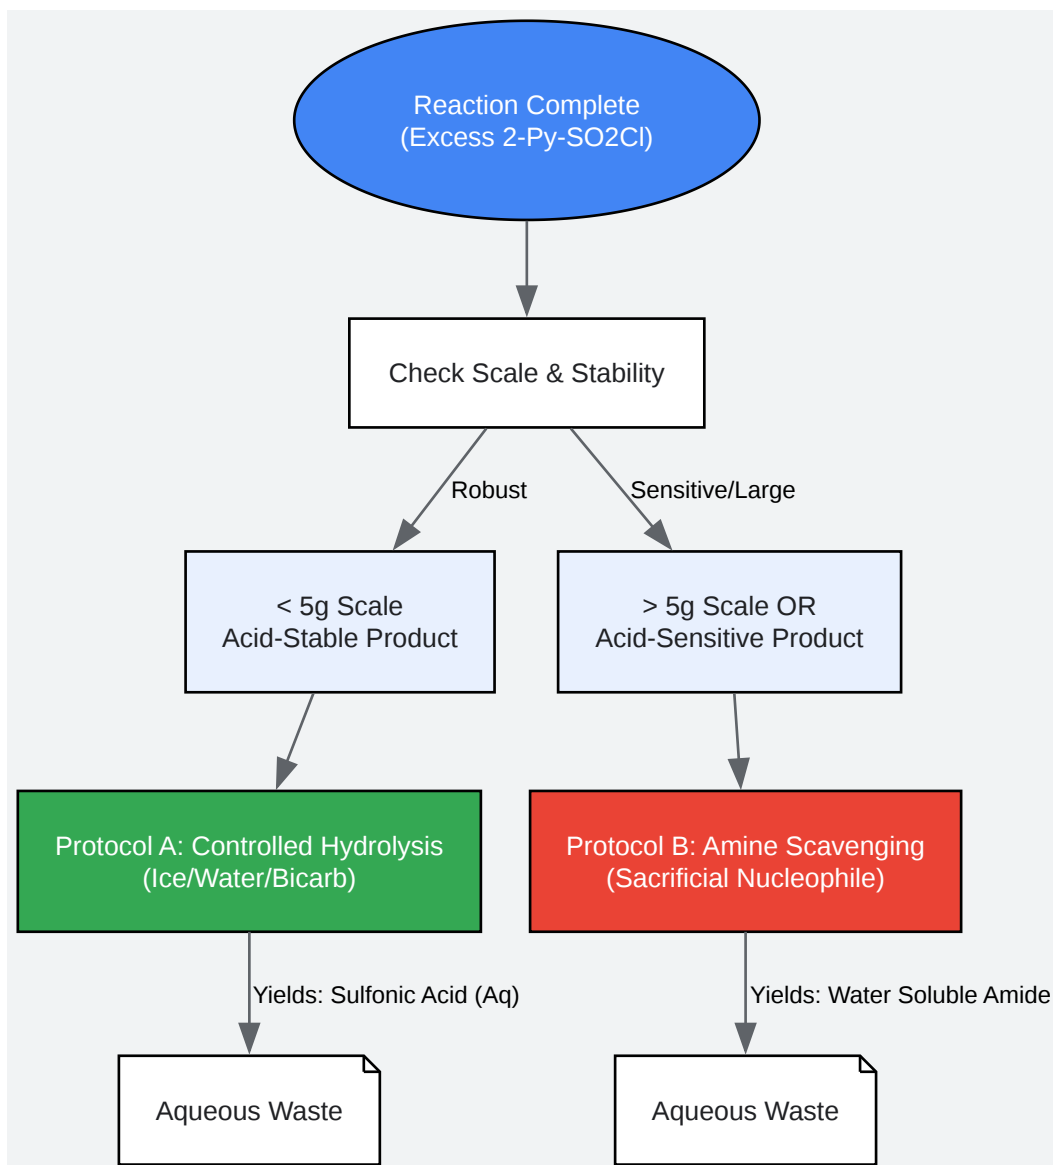 Reaction Complete
(Excess 2-Py-SO2Cl)
Check Scale & Stability
Robust
Sensitive/Large
< 5g Scale
Acid-Stable Product
> 5g Scale OR
Acid-Sensitive Product
Protocol A: Controlled Hydrolysis
(Ice/Water/Bicarb)
Protocol B: Amine Scavenging
(Sacrificial Nucleophile)
Yields: Sulfonic Acid (Aq)
Yields: Water Soluble Amide
Aqueous Waste
Aqueous Waste